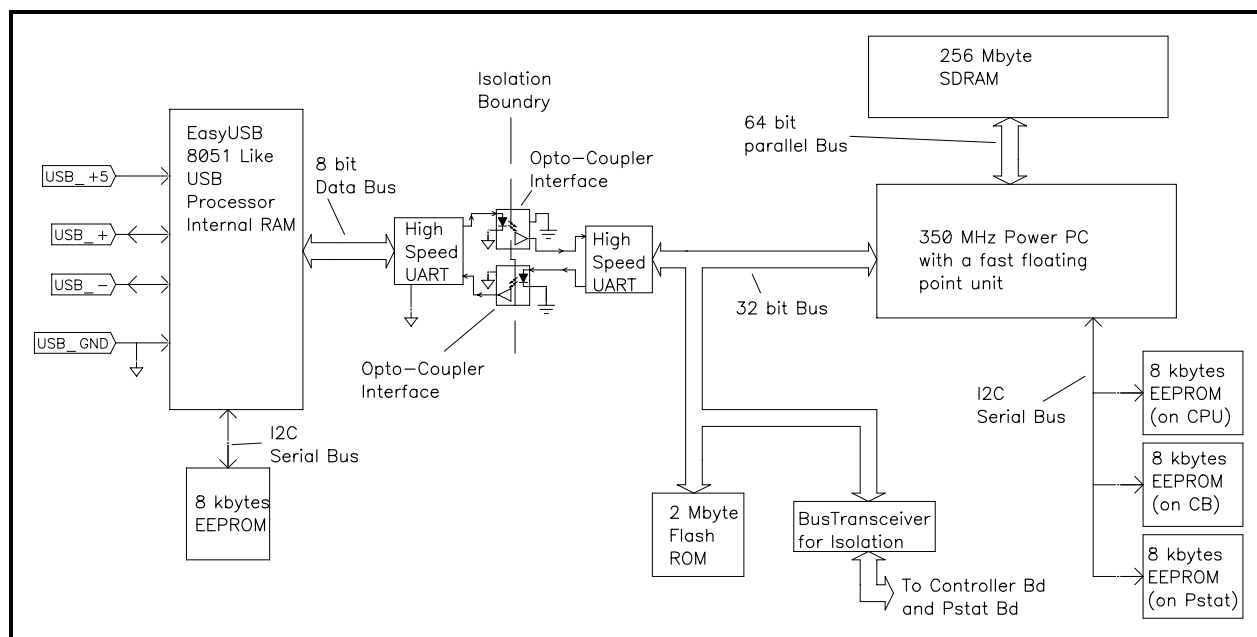 256 Mbyte
SDRAM
Isolation
Boundry
EasyUSB
8051 Like
USB
Processor
Internal RAM
64 bit
parallel Bus
8 bit
Data Bus
Opto-Coupler
Interface
USB_+5
USB_+
USB_-
USB_GND
High
Speed
UART
High
Speed
UART
350 MHz Power PC
with a fast floating
point unit
32 bit Bus
Opto-Coupler
Interface
I2C
Serial Bus
8 kbytes
EEPROM
(on CPU)
I2C
Serial Bus
8 kbytes
EEPROM
8 kbytes
EEPROM
(on CB)
2 Mbyte
Flash
ROM
BusTransceiver
for Isolation
8 kbytes
EEPROM
(on Pstat)
To Controller Bd
and Pstat Bd